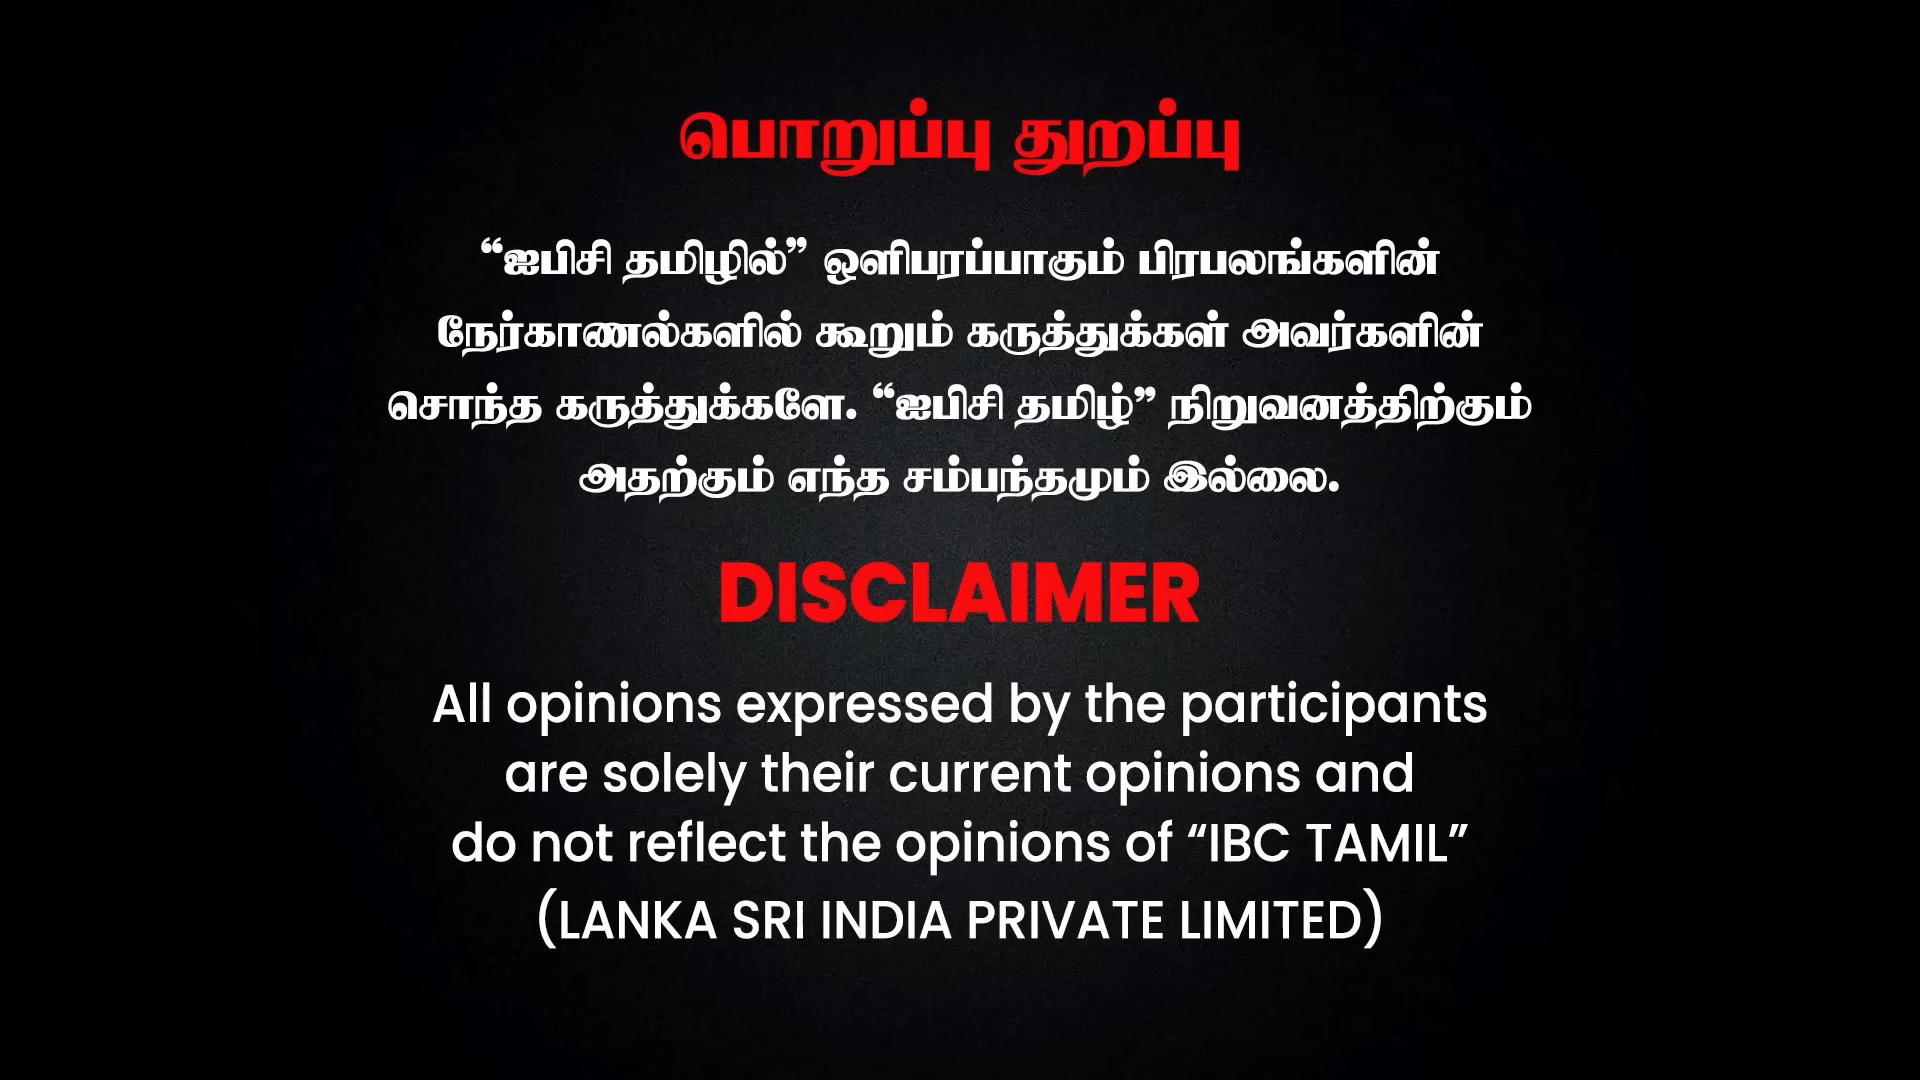 பொறுப்பு துறப்பு
“ஐபிசி தமிழில்” ஒளிபரப்பாகும் பிரபலங்களின்
நேர்காணல்களில் கூறும் கருத்துக்கள் அவர்களின்
சொந்த கருத்துக்களே. “ஐபிசி தமிழ்” நிறுவனத்திற்கும்
அதற்கும் எந்த சம்பந்தமும் இல்லை.
DISCLAIMER
All opinions expressed by the participants
are solely their current opinions and
do not reflect the opinions of “IBC TAMIL”
(LANKA SRI INDIA PRIVATE LIMITED)